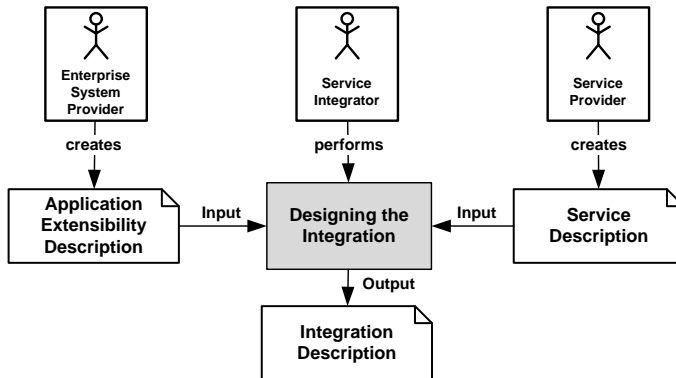 Enterprise
System
Provider
Service
Integrator
Service
Provider
creates
performs
creates
Application
Extensibility
Description
Input
Designing the
Integration
Input
Service
Description
Output
Integration
Description